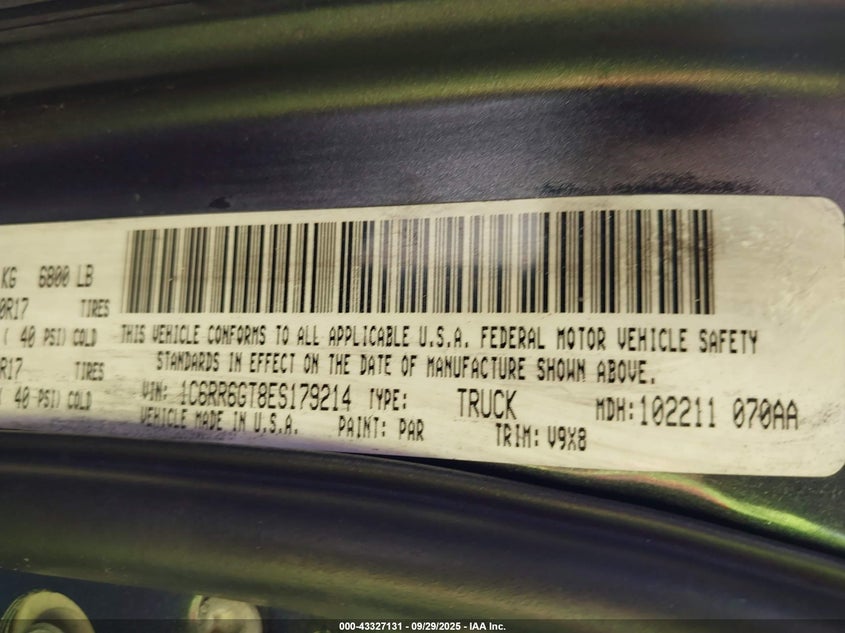 KG 6800 LB
0R17 TIRES
( 40 PSI) COLD
R17 TIRES
( 40 PSI) COLD
THIS VEHICLE CONFORMS TO ALL APPLICABLE U.S.A. FEDERAL MOTOR VEHICLE SAFETY
STANDARDS IN EFFECT ON THE DATE OF MANUFACTURE SHOWN ABOVE.
VIN: 1C6RR6GT8ES179214 TYPE: TRUCK MDH: 102211 070AA
VEHICLE MADE IN U.S.A. PAINT: PAR TRIM: V9X8
000-43327131 - 09/29/2025 - IAA Inc.